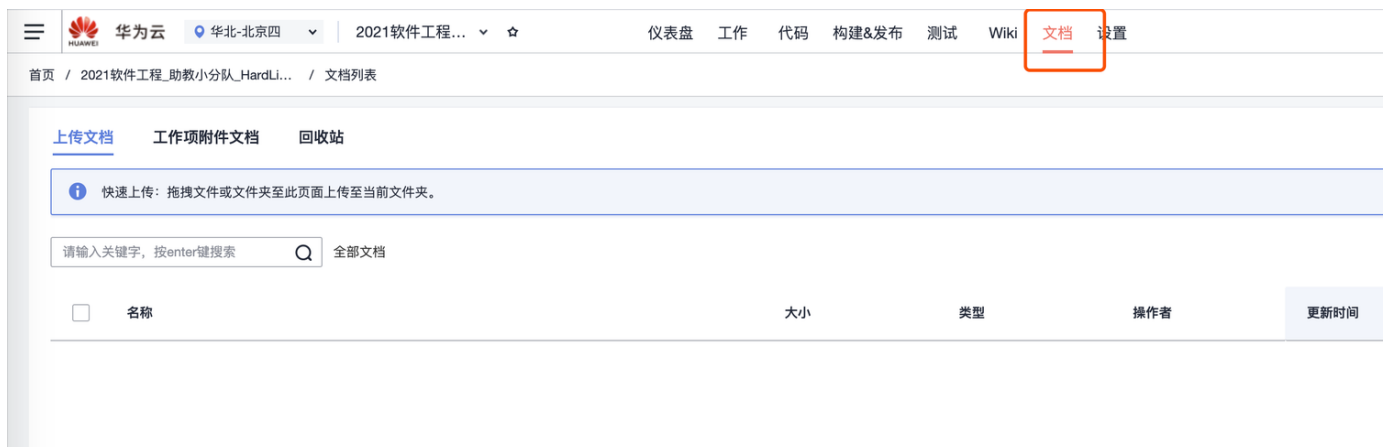 HUAWEI 华为云 华北-北京四 2021软件工程... 仪表盘 工作 代码 构建&发布 测试 Wiki 文档 设置
首页 / 2021软件工程_助教小分队_HardLi... / 文档列表
上传文档 工作项附件文档 回收站
快速上传：拖拽文件或文件夹至此页面上传至当前文件夹。
请输入关键字，按enter键搜索 全部文档
名称 大小 类型 操作者 更新时间